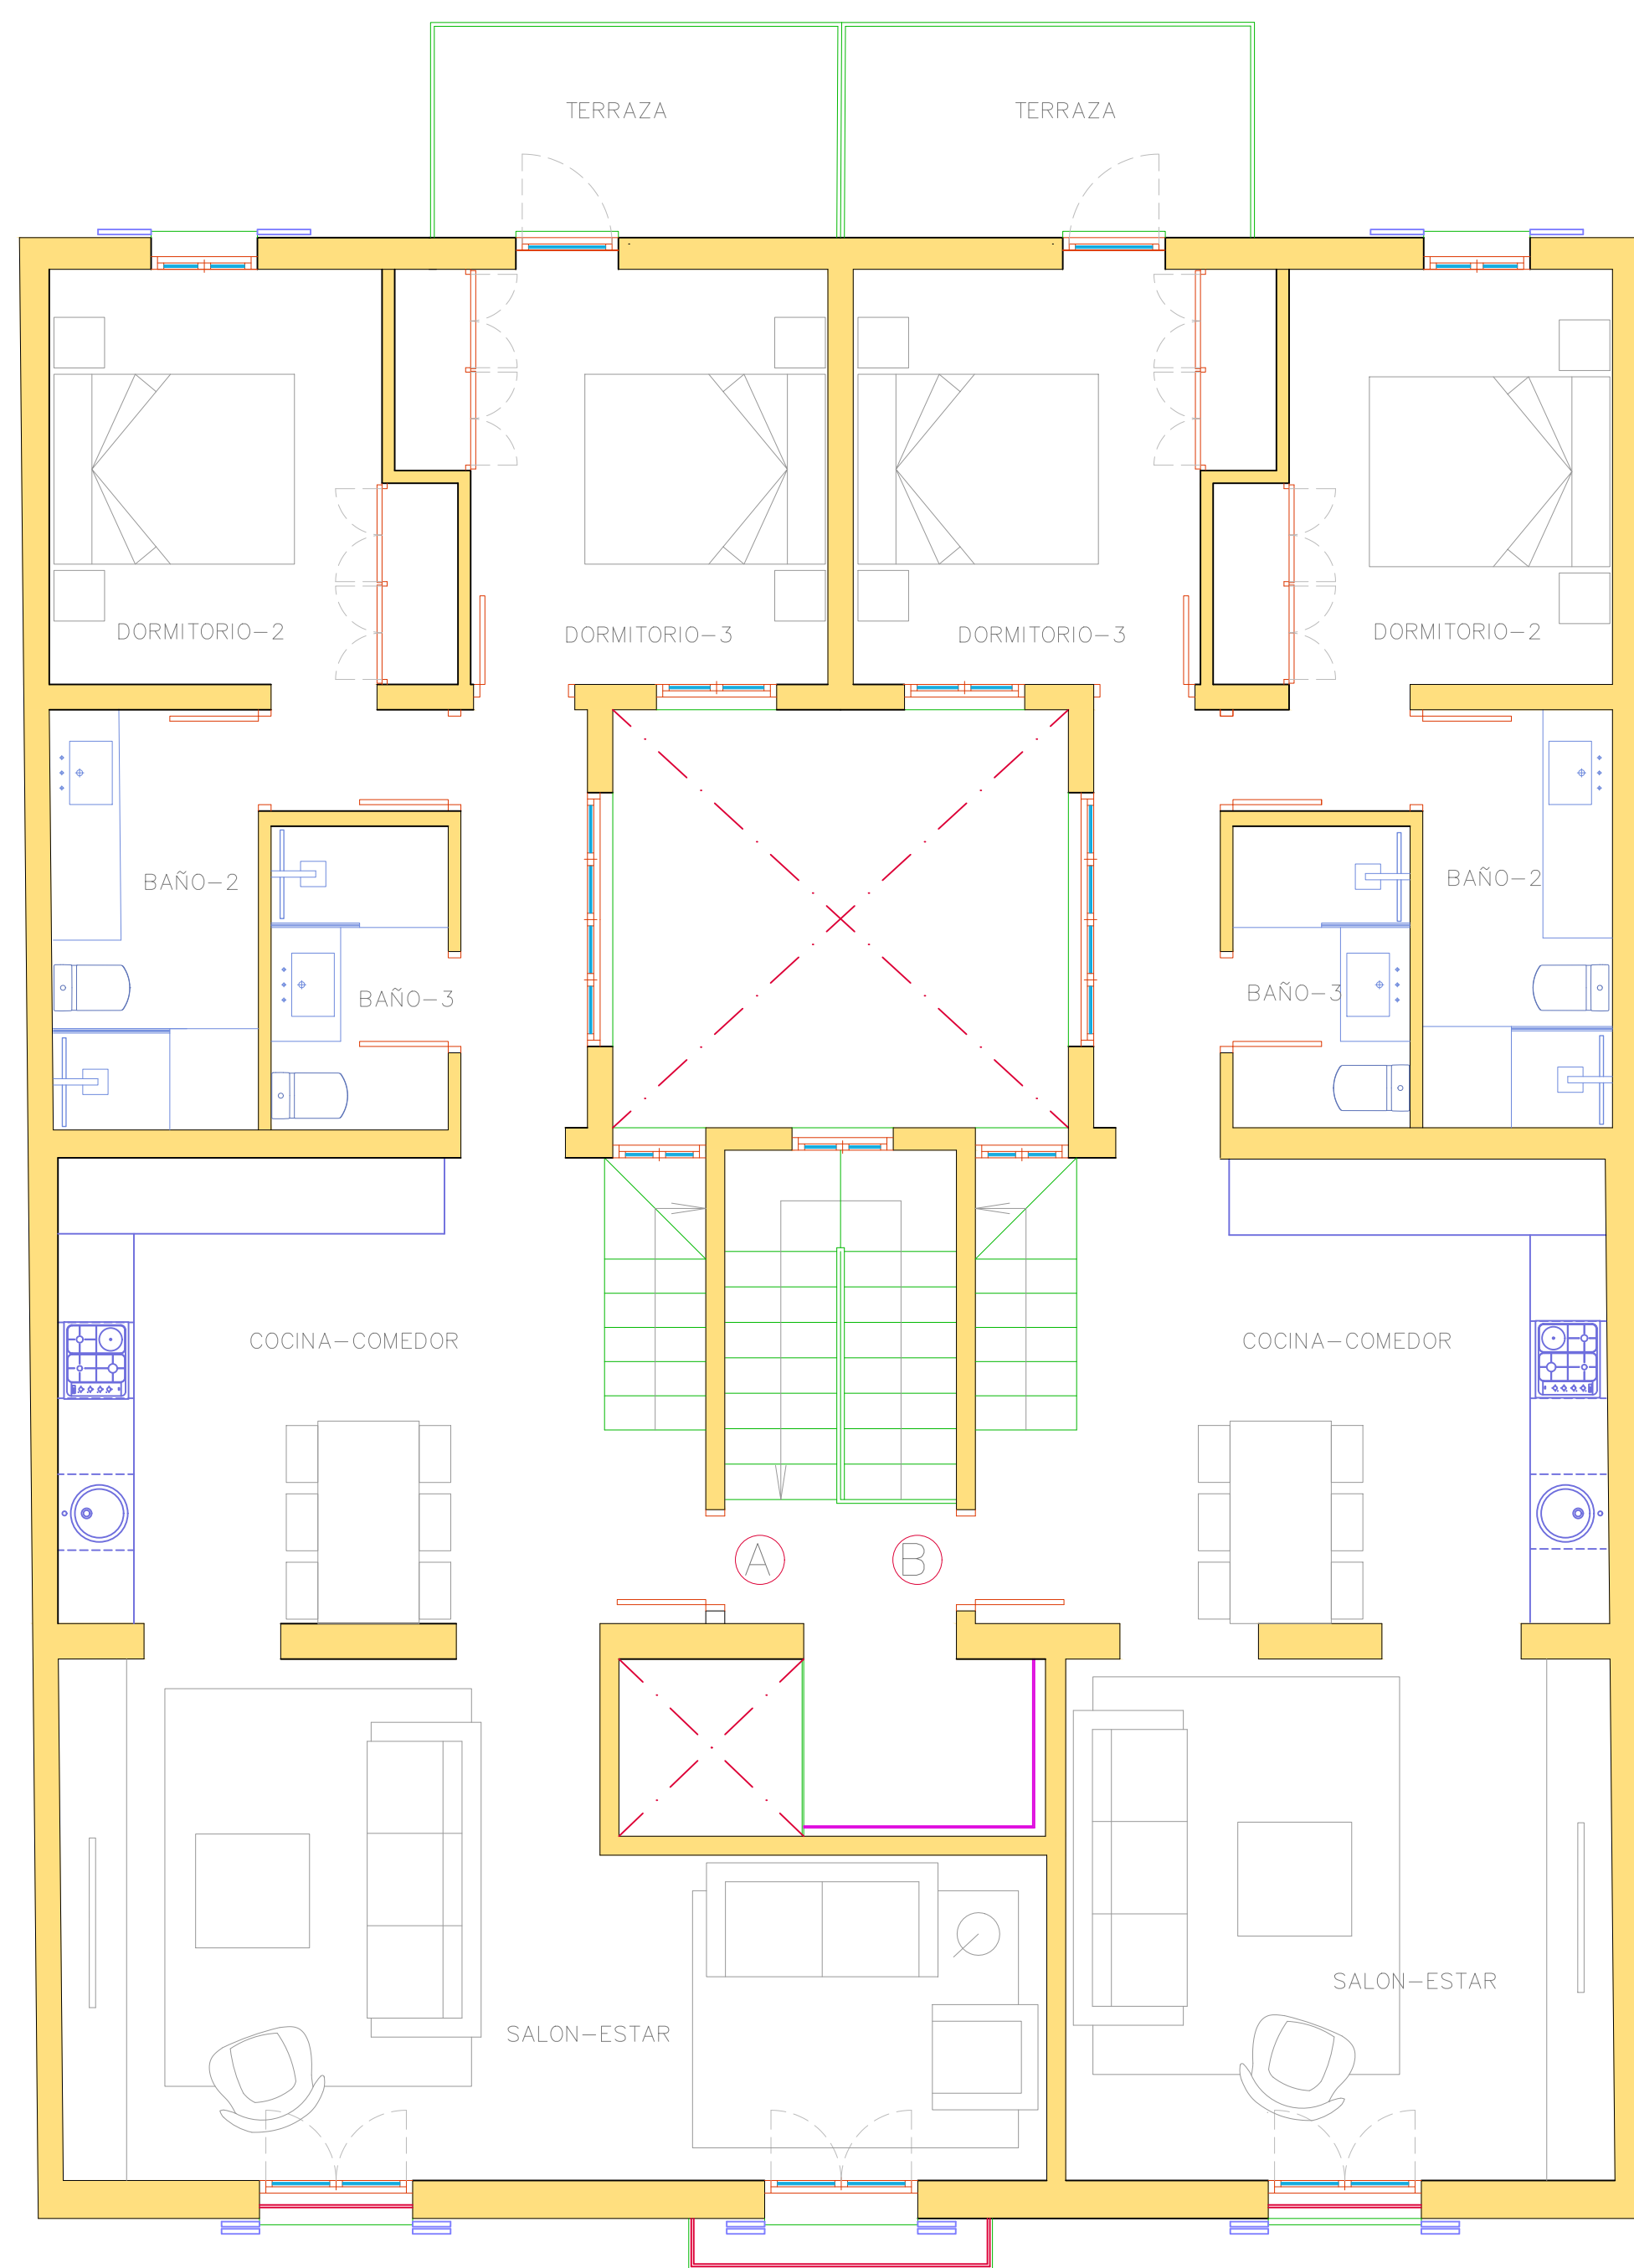 TERRAZA
TERRAZA
DORMITORIO-2
DORMITORIO-3
DORMITORIO-3
DORMITORIO-2
BAÑO-2
BAÑO-2
BAÑO-3
BAÑO-3
COCINA-COMEDOR
COCINA-COMEDOR
A
B
SALON-ESTAR
SALON-ESTAR